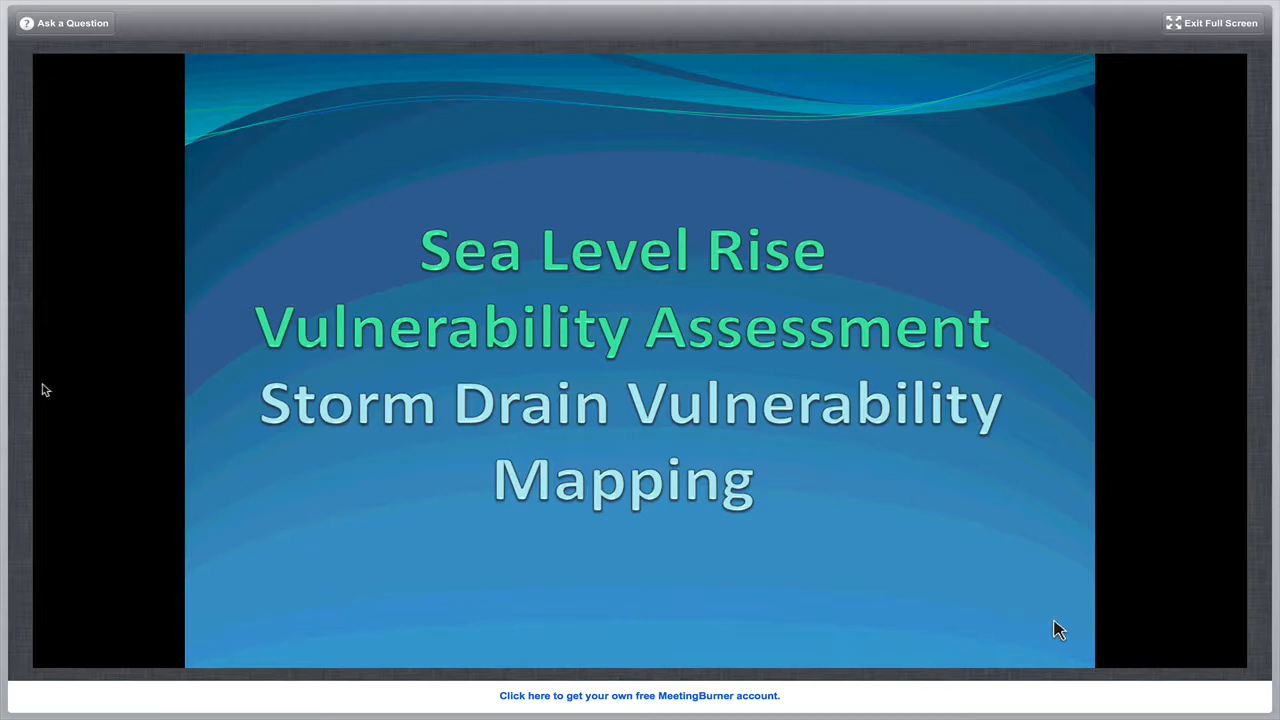 Ask a Question
Exit Full Screen
Sea Level Rise
Vulnerability Assessment
Storm Drain Vulnerability
Mapping
Click here to get your own free MeetingBurner account.